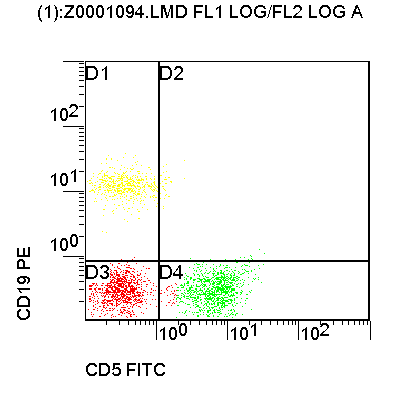 (1):Z0001094.LMD FL1 LOG/FL2 LOG A
D1 D2
10²
10¹
10⁰
D3 D4
CD19 PE
10⁰ 10¹ 10²
CD5 FITC